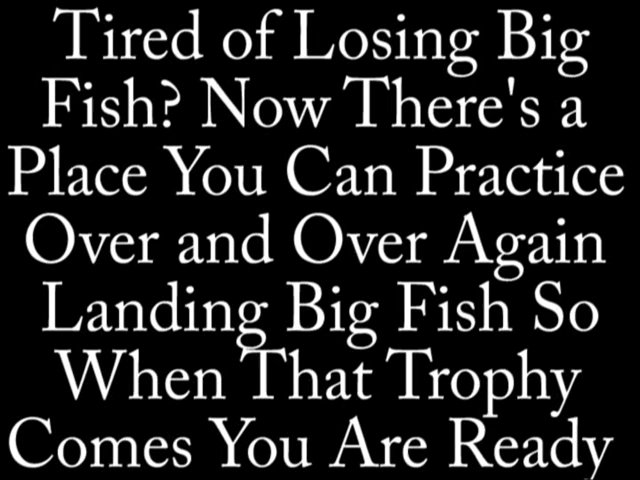 Tired of Losing Big
Fish? Now There's a
Place You Can Practice
Over and Over Again
Landing Big Fish So
When That Trophy
Comes You Are Ready